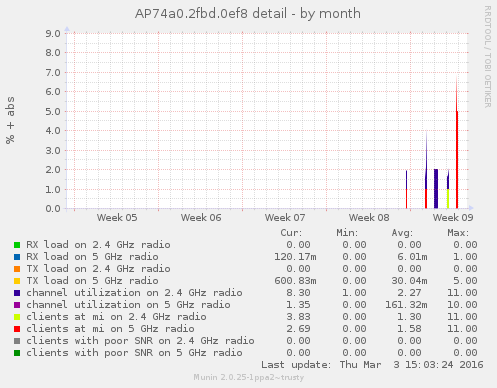 AP74a0.2fbd.0ef8 detail - by month
RRDTOOL / TOBI OETIKER
% + abs
9.0
8.0
7.0
6.0
5.0
4.0
3.0
2.0
1.0
0.0
Week 05 Week 06 Week 07 Week 08 Week 09
Cur: Min: Avg: Max:
RX load on 2.4 GHz radio 0.00 0.00 0.00 0.00
RX load on 5 GHz radio 120.17m 0.00 6.01m 1.00
TX load on 2.4 GHz radio 0.00 0.00 0.00 0.00
TX load on 5 GHz radio 600.83m 0.00 30.04m 5.00
channel utilization on 2.4 GHz radio 8.30 1.00 2.27 11.00
channel utilization on 5 GHz radio 1.35 0.00 161.32m 10.00
clients at mi on 2.4 GHz radio 3.83 0.00 1.30 11.00
clients at mi on 5 GHz radio 2.69 0.00 1.58 11.00
clients with poor SNR on 2.4 GHz radio 0.00 0.00 0.00 0.00
clients with poor SNR on 5 GHz radio 0.00 0.00 0.00 0.00
Last update: Thu Mar 3 15:03:24 2016
Munin 2.0.25-1ppa2~trusty